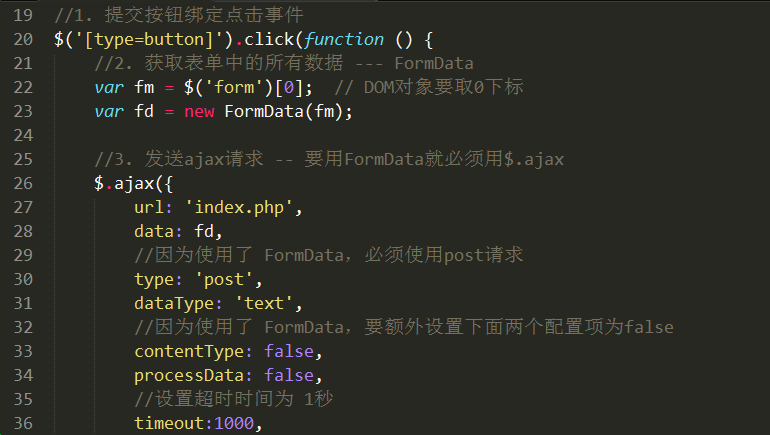 19 //1. 提交按钮绑定点击事件
20 $('[type=button]').click(function () {
21     //2. 获取表单中的所有数据 --- FormData
22     var fm = $('form')[0];  // DOM对象要取0下标
23     var fd = new FormData(fm);
24
25     //3. 发送ajax请求 -- 要用FormData就必须用$.ajax
26     $.ajax({
27         url: 'index.php',
28         data: fd,
29         //因为使用了 FormData，必须使用post请求
30         type: 'post',
31         dataType: 'text',
32         //因为使用了 FormData，要额外设置下面两个配置项为false
33         contentType: false,
34         processData: false,
35         //设置超时时间为 1秒
36         timeout:1000,